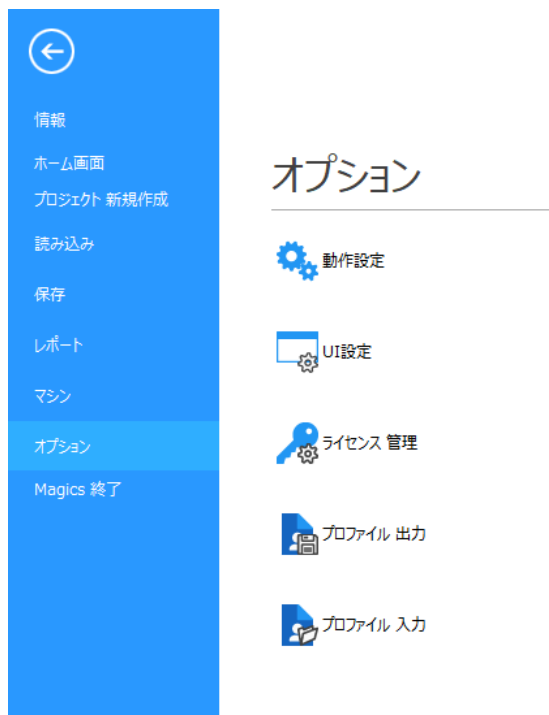 情報
ホーム画面
プロジェクト 新規作成
読み込み
保存
レポート
マシン
オプション
Magics 終了
オプション
動作設定
UI設定
ライセンス 管理
プロファイル 出力
プロファイル 入力